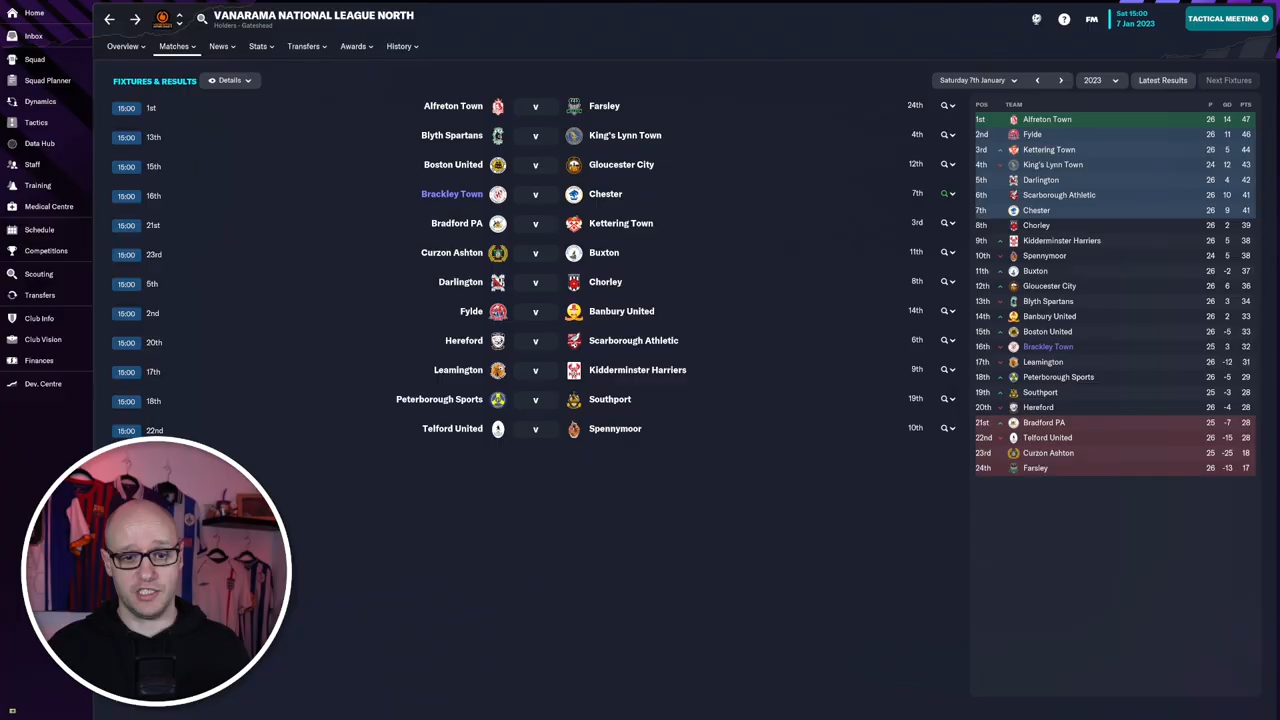 Home
Inbox
Squad
Squad Planner
Dynamics
Tactics
Data Hub
Staff
Training
Medical Centre
Schedule
Competitions
Scouting
Transfers
Club Info
Club Vision
Finances
Dev. Centre
VANARAMA NATIONAL LEAGUE NORTH
Holders - Gateshead
FM
Sat 15:00
7 Jan 2023
TACTICAL MEETING
Overview Matches News Stats Transfers Awards History
FIXTURES & RESULTS Details Saturday 7th January 2023 Latest Results Next Fixtures
15:00 1st Alfreton Town v Farsley 24th
15:00 13th Blyth Spartans v King's Lynn Town 4th
15:00 15th Boston United v Gloucester City 12th
15:00 16th Brackley Town v Chester 7th
15:00 21st Bradford PA v Kettering Town 3rd
15:00 23rd Curzon Ashton v Buxton 11th
15:00 5th Darlington v Chorley 8th
15:00 2nd Fylde v Banbury United 14th
15:00 20th Hereford v Scarborough Athletic 6th
15:00 17th Leamington v Kidderminster Harriers 9th
15:00 18th Peterborough Sports v Southport 19th
15:00 22nd Telford United v Spennymoor 10th
POS TEAM P GD PTS
1st Alfreton Town 26 14 47
2nd Fylde 26 11 46
3rd Kettering Town 26 5 44
4th King's Lynn Town 24 12 43
5th Darlington 26 4 42
6th Scarborough Athletic 26 10 41
7th Chester 26 9 41
8th Chorley 26 2 39
9th Kidderminster Harriers 26 5 38
10th Spennymoor 24 5 38
11th Buxton 26 -2 37
12th Gloucester City 26 6 36
13th Blyth Spartans 26 3 34
14th Banbury United 26 2 33
15th Boston United 26 -5 33
16th Brackley Town 25 3 32
17th Leamington 26 -12 31
18th Peterborough Sports 26 -5 29
19th Southport 25 -3 28
20th Hereford 26 -4 28
21st Bradford PA 25 -7 28
22nd Telford United 26 -15 28
23rd Curzon Ashton 25 -25 18
24th Farsley 26 -13 17